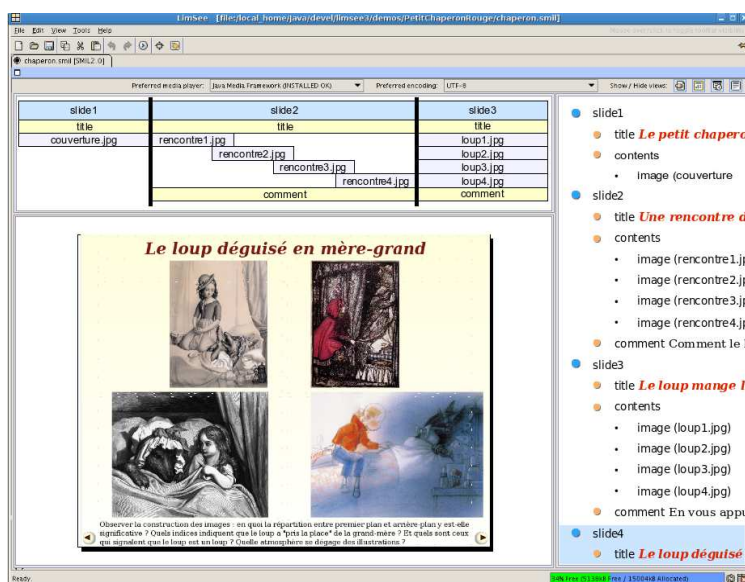 LimSee [file:/local_home/java/devel/limsee3/demos/PetitChaperonRouge/chaperon.smil]
File Edit View Tools Help
chaperon.smil [SMIL2.0]
Preferred media player: Java Media Framework (INSTALLED OK) Preferred encoding: UTF-8 Show / Hide views:
slide1 slide2 slide3
title title title
couverture.jpg rencontre1.jpg loup1.jpg
rencontre2.jpg loup2.jpg
rencontre3.jpg loup3.jpg
rencontre4.jpg loup4.jpg
comment comment
Le loup déguisé en mère-grand
Observer la construction des images : en quoi la répartition entre premier plan et arrière-plan y est-elle
significative ? Quels indices indiquent que le loup a "pris la place" de la grand-mère ? Et quels sont ceux
qui signalent que le loup est un loup ? Quelle atmosphère se dégage des illustrations ?
slide1
title Le petit chapero
contents
image (couverture
slide2
title Une rencontre d
contents
image (rencontre1.jp
image (rencontre2.jp
image (rencontre3.jp
image (rencontre4.jp
comment Comment le
slide3
title Le loup mange l
contents
image (loup1.jpg)
image (loup2.jpg)
image (loup3.jpg)
image (loup4.jpg)
comment En vous appu
slide4
title Le loup déguisé
Ready.
Free / 15004kB Allocated)